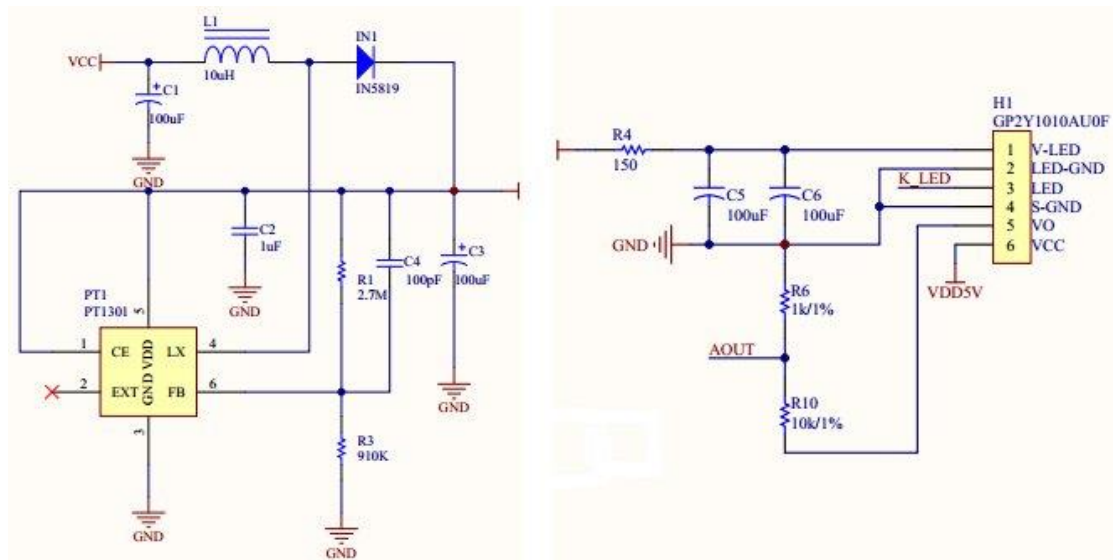 L1
VCC
10uH
IN1
IN5819
+
C1
100uF
GND
C2
1uF
GND
R1
2.7M
C4
100pF
+
C3
100uF
GND
PT1
PT1301
5
1
CE
VDD
LX
4
2
EXT
GND
FB
6
3
GND
R3
910K
GND
H1
GP2Y1010AU0F
R4
150
1
V-LED
2
LED-GND
K_LED
3
LED
4
S-GND
5
VO
6
VCC
C5
100uF
C6
100uF
GND
VDD5V
R6
1k/1%
AOUT
R10
10k/1%